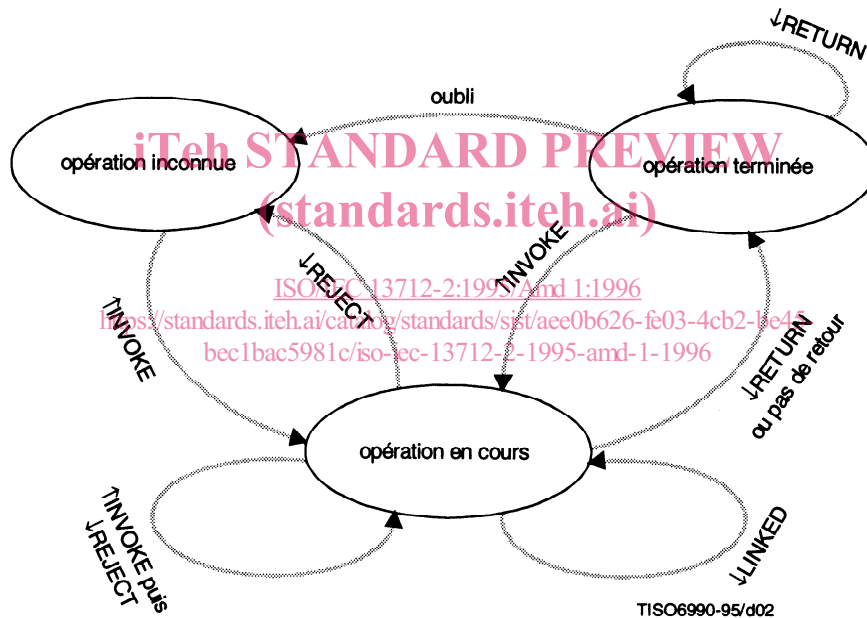 ↓RETURN
oubli
opération inconnue
opération terminée
iTeh STANDARD PREVIEW
(standards.iteh.ai)
↑INVOKE
↓REJECT
↑INVOKE
↓RETURN
ou pas de retour
ISO/IEC 13712-2:1995/Amd 1:1996
https://standards.iteh.ai/catalog/standards/sist/aee0b626-fe03-4cb2-be45-
bec1bac5981c/iso-iec-13712-2-1995-amd-1-1996
opération en cours
↑INVOKE puis
↓REJECT
↓LINKED
TISO6990-95/d02